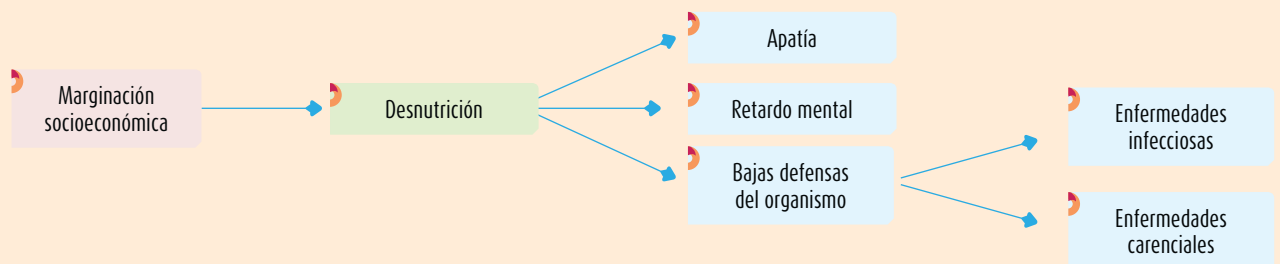 Marginación
socioeconómica
Desnutrición
Apatía
Retardo mental
Bajas defensas
del organismo
Enfermedades
infecciosas
Enfermedades
carenciales